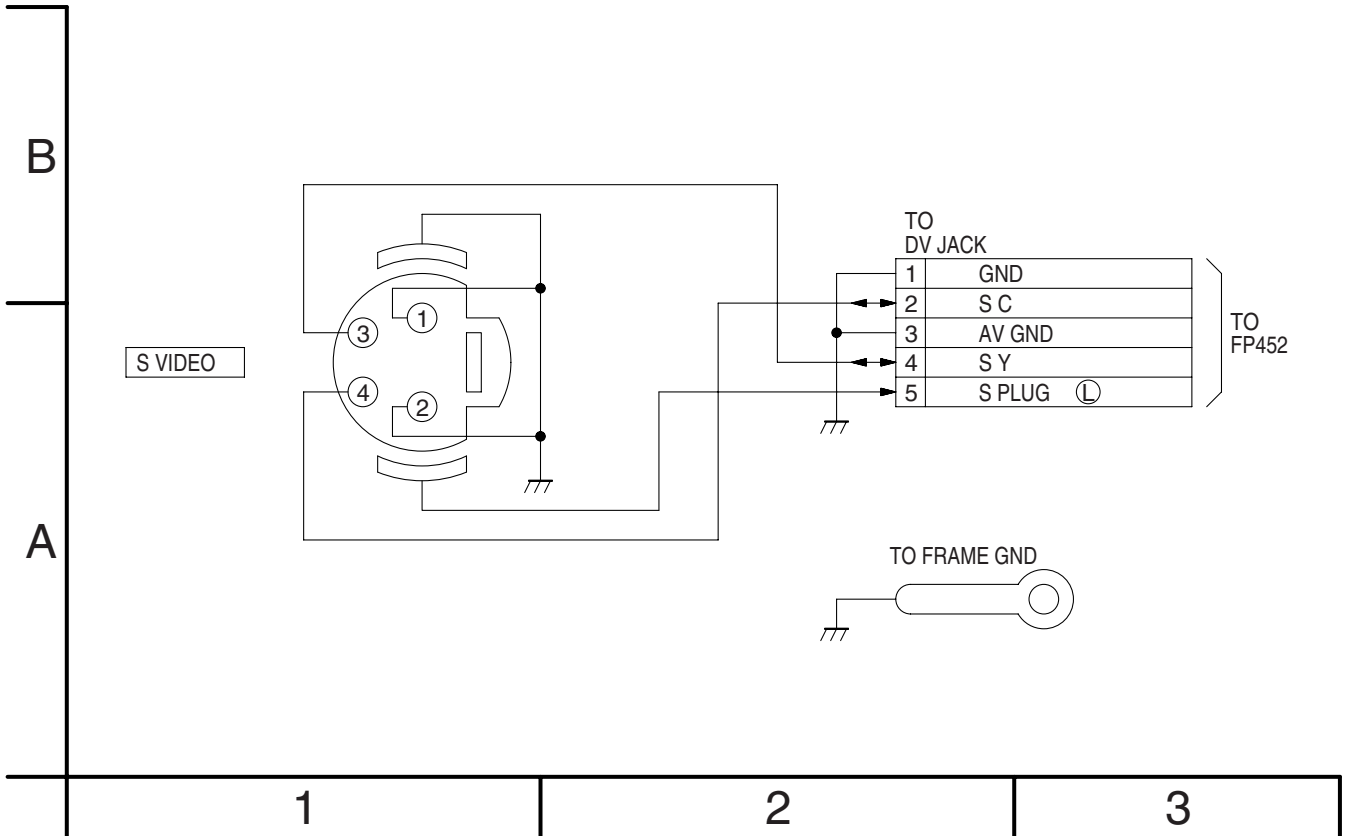 B
TO
DV JACK
1 GND
2 S C
3 AV GND
4 S Y
5 S PLUG Ⓛ
TO
FP452
S VIDEO
③
①
④
②
A
TO FRAME GND
1 2 3